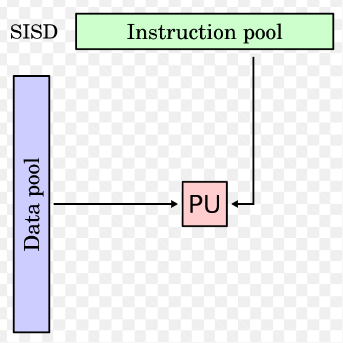 SISD
Instruction pool
Data pool
PU